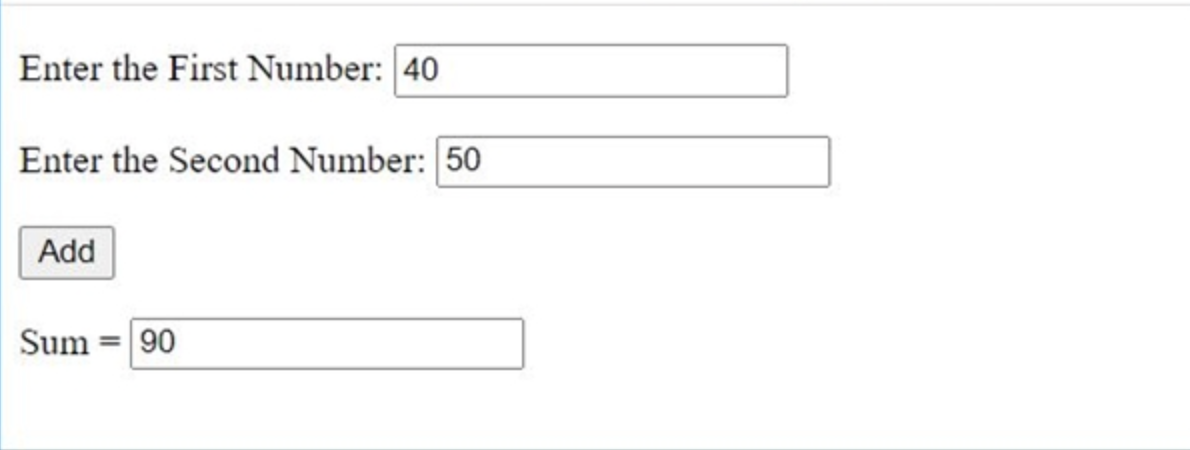 Enter the First Number: 40
Enter the Second Number: 50
Add
Sum = 90